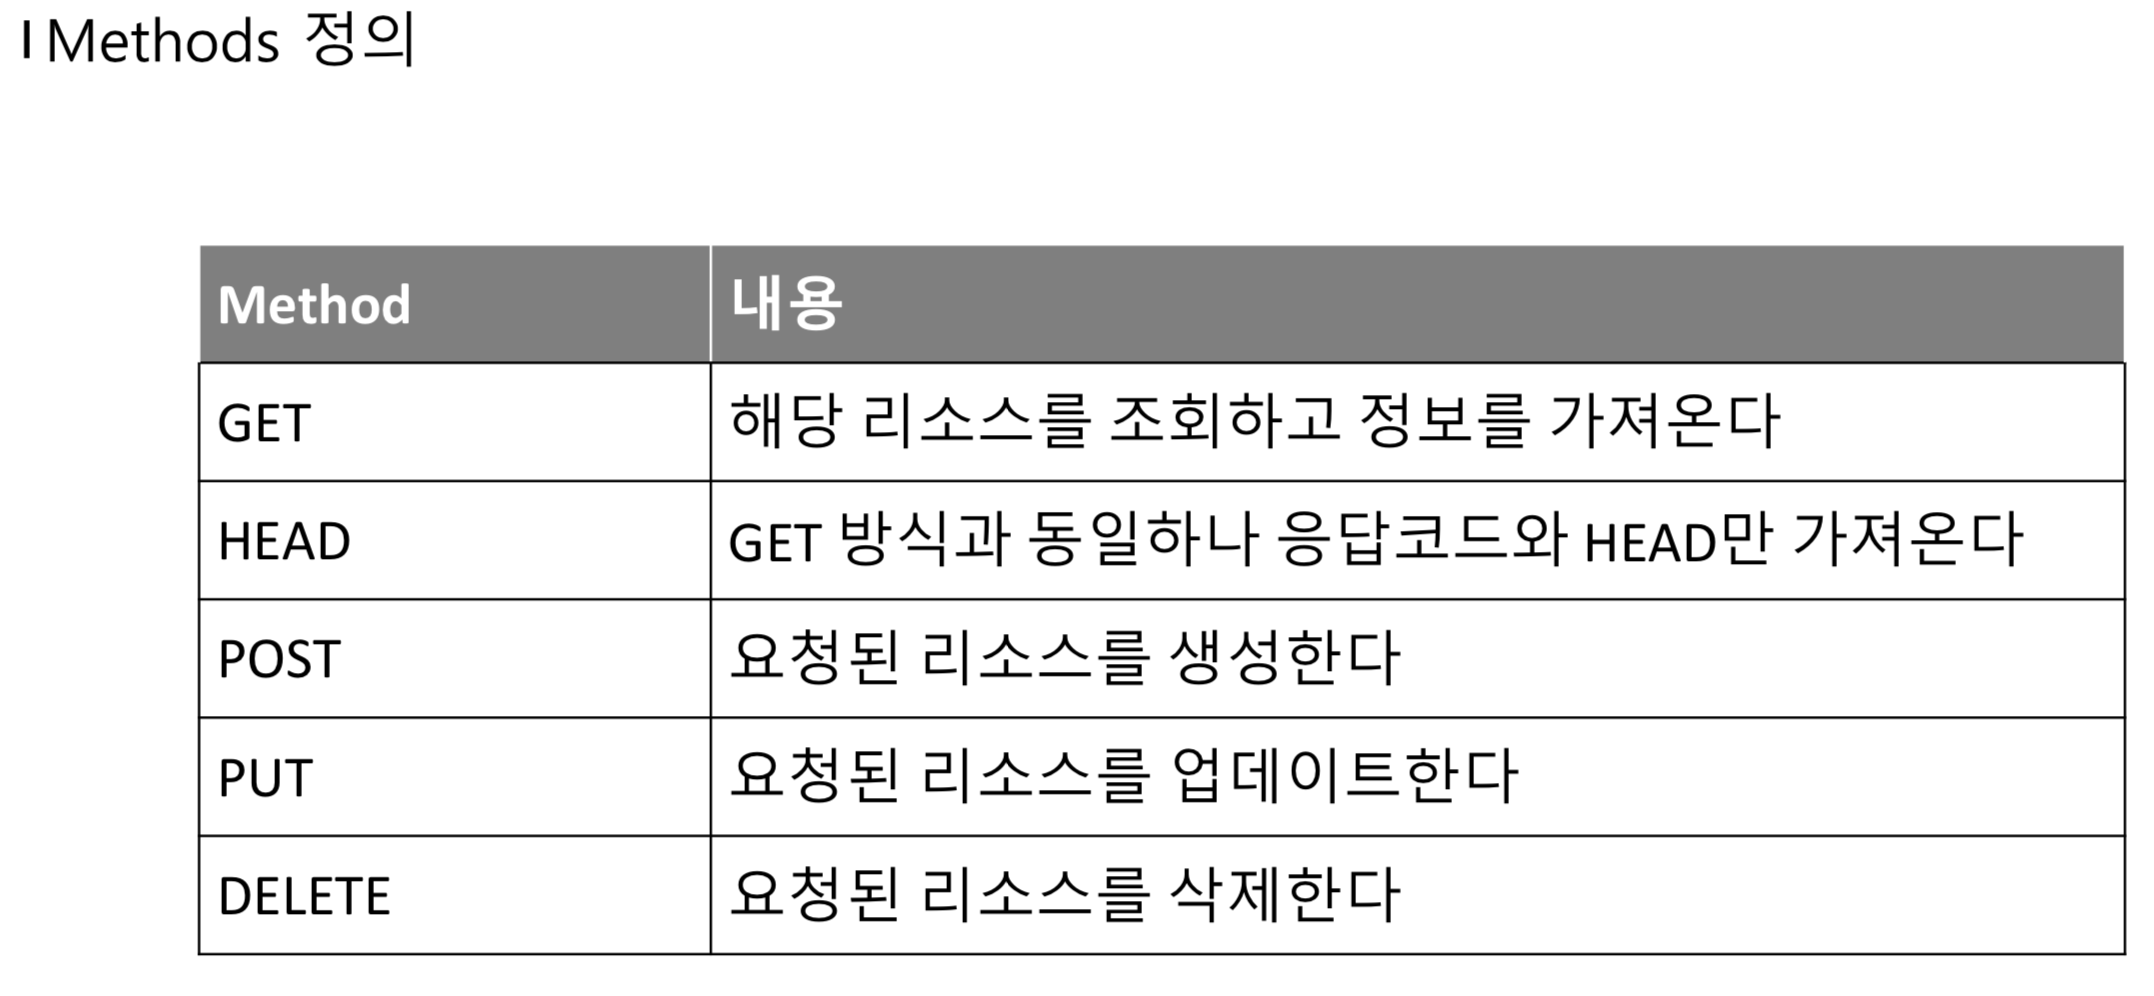 l Methods 정의
Method 내용
GET 해당 리소스를 조회하고 정보를 가져온다
HEAD GET 방식과 동일하나 응답코드와 HEAD만 가져온다
POST 요청된 리소스를 생성한다
PUT 요청된 리소스를 업데이트한다
DELETE 요청된 리소스를 삭제한다